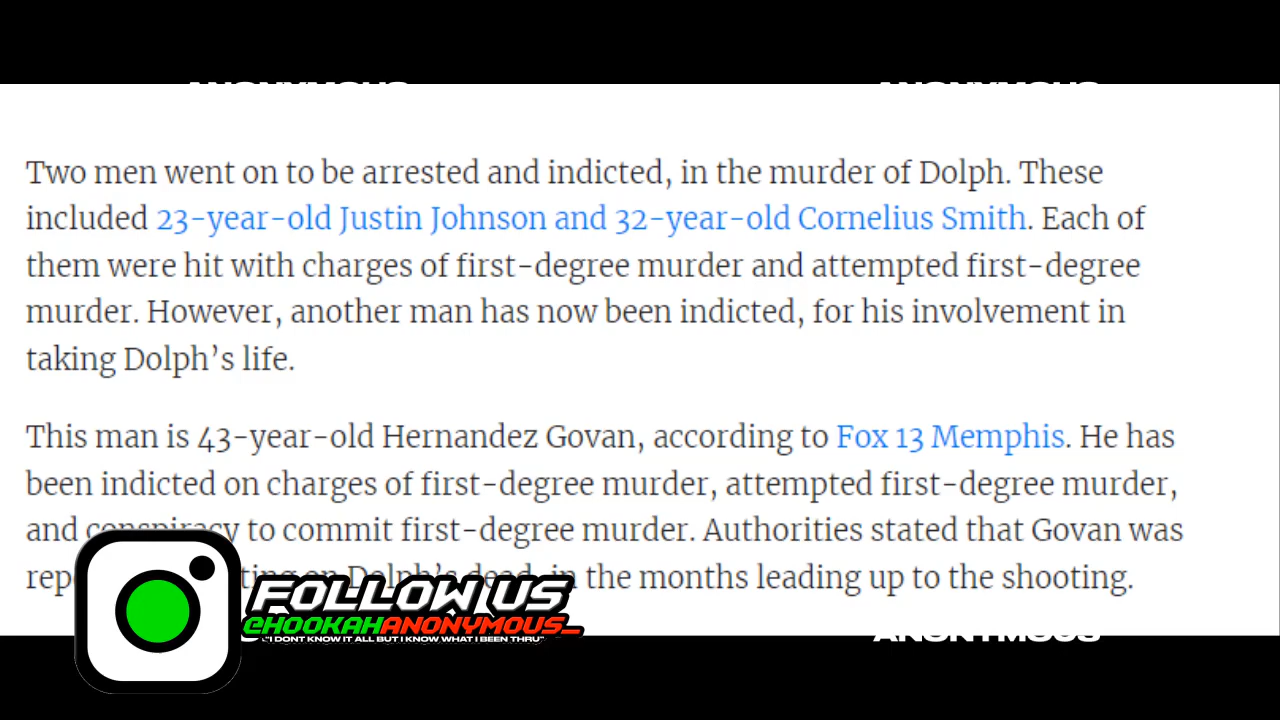 ANONYMOUS ANONYMOUS
Two men went on to be arrested and indicted, in the murder of Dolph. These
included 23-year-old Justin Johnson and 32-year-old Cornelius Smith. Each of
them were hit with charges of first-degree murder and attempted first-degree
murder. However, another man has now been indicted, for his involvement in
taking Dolph’s life.
This man is 43-year-old Hernandez Govan, according to Fox 13 Memphis. He has
been indicted on charges of first-degree murder, attempted first-degree murder,
and conspiracy to commit first-degree murder. Authorities stated that Govan was
on Dolph’s dead, in the months leading up to the shooting.
FOLLOW US
@HOOKAHANONYMOUS_
"I DONT KNOW IT ALL BUT I KNOW WHAT I BEEN THRU"
ANONYMOUS